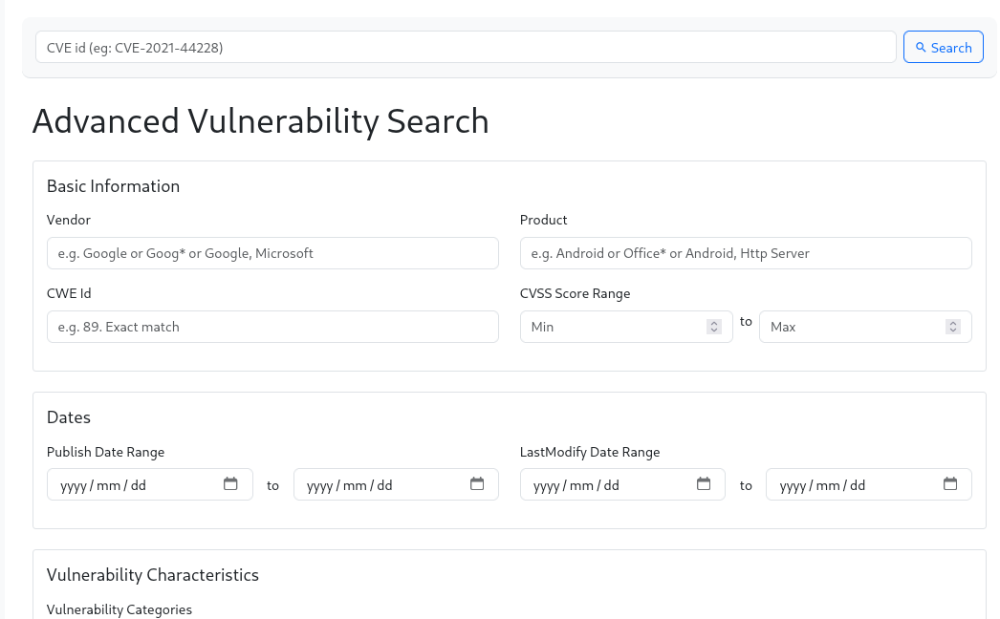 CVE id (eg: CVE-2021-44228) Search
Advanced Vulnerability Search
Basic Information
Vendor Product
e.g. Google or Goog* or Google, Microsoft e.g. Android or Office* or Android, Http Server
CWE Id CVSS Score Range
e.g. 89. Exact match Min to Max
Dates
Publish Date Range LastModify Date Range
yyyy/mm/dd to yyyy/mm/dd yyyy/mm/dd to yyyy/mm/dd
Vulnerability Characteristics
Vulnerability Categories